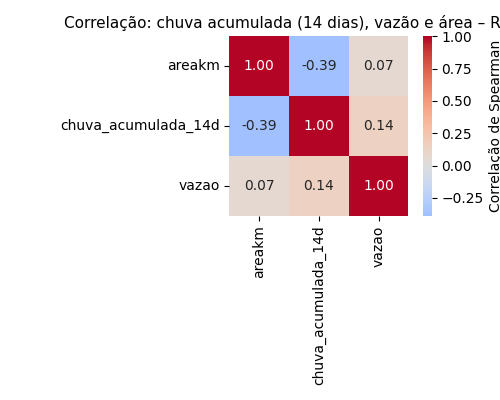 Correlação: chuva acumulada (14 dias), vazão e área – R
areakm 1.00 -0.39 0.07
chuva_acumulada_14d -0.39 1.00 0.14
vazao 0.07 0.14 1.00
areakm
chuva_acumulada_14d
vazao
1.00
0.75
0.50
0.25
0.00
−0.25
Correlação de Spearman